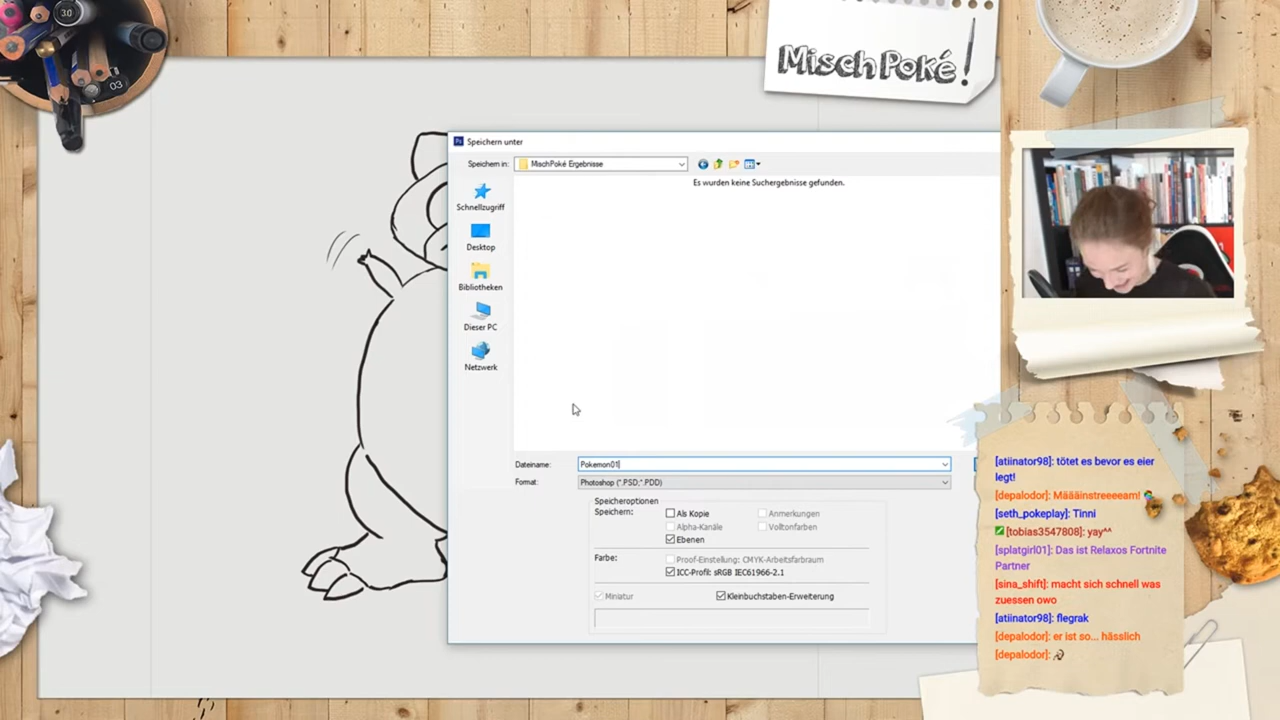 30
03
MischPoké!
Speichern unter
Speichern in: MischPoké Ergebnisse
Es wurden keine Suchergebnisse gefunden.
Schnellzugriff
Desktop
Bibliotheken
Dieser PC
Netzwerk
Dateiname: Pokemon01
Format: Photoshop (*.PSD;*.PDD)
Speicheroptionen
Speichern: Als Kopie Anmerkungen
Alpha-Kanäle Volltonfarben
Ebenen
Farbe: Proof-Einstellung: CMYK-Arbeitsfarbraum
ICC-Profil: sRGB IEC61966-2.1
Miniatur Kleinbuchstaben-Erweiterung
[atiinator98]: tötet es bevor es eier
legt!
[depalodor]: Määäinstreeeeam!
[seth_pokeplay]: Tinni
[tobias3547808]: yay^^
[splatgirl01]: Das ist Relaxos Fortnite
Partner
[sina_shift]: macht sich schnell was
zuessen owo
[atiinator98]: flegrak
[depalodor]: er ist so... hässlich
[depalodor]: